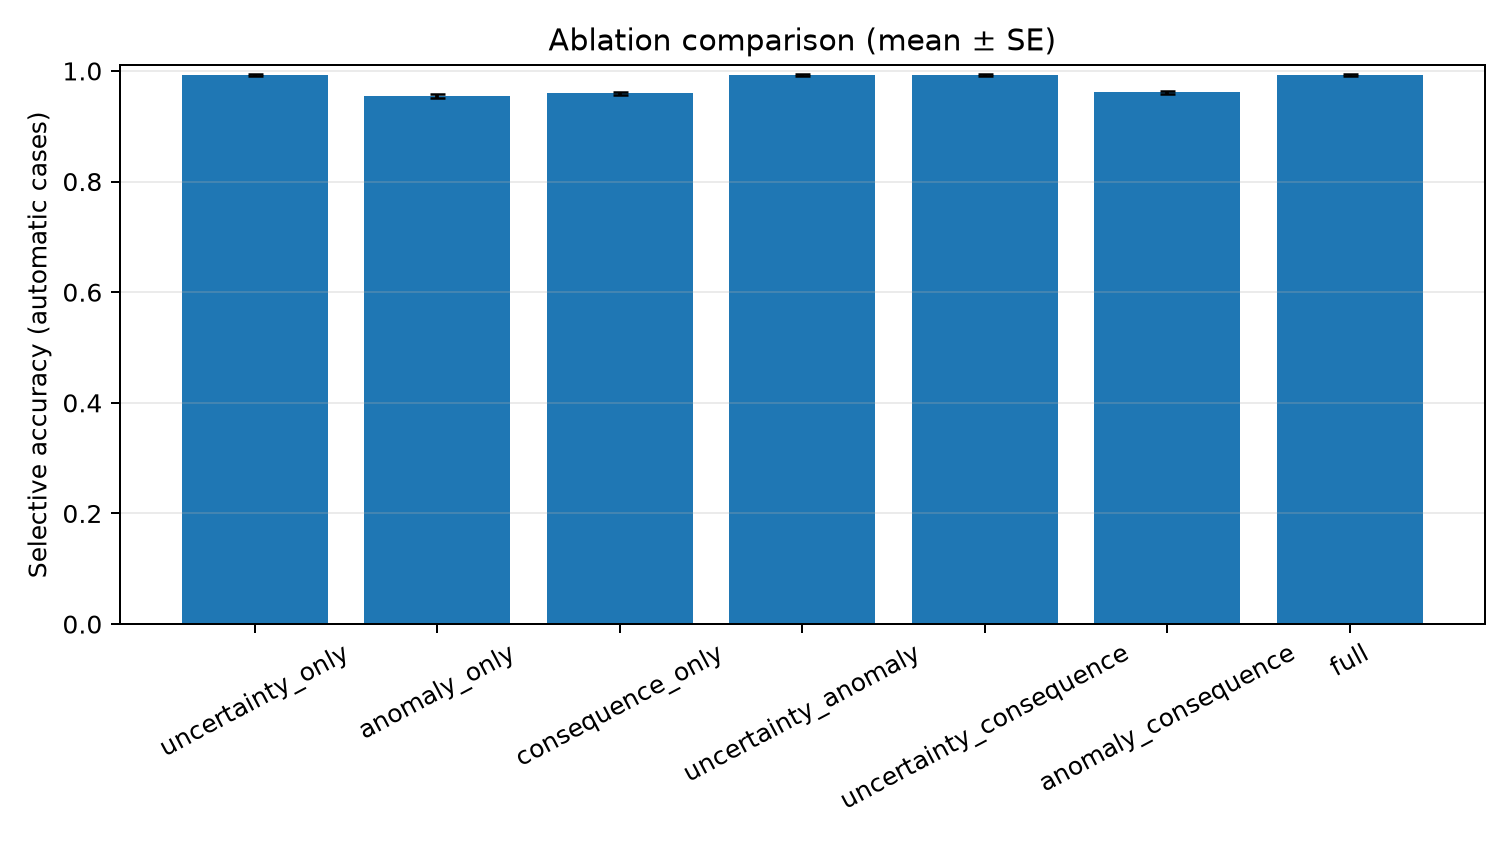 Ablation comparison (mean ± SE)
Selective accuracy (automatic cases)
1.0
0.8
0.6
0.4
0.2
0.0
uncertainty_only
anomaly_only
consequence_only
uncertainty_anomaly
uncertainty_consequence
anomaly_consequence
full